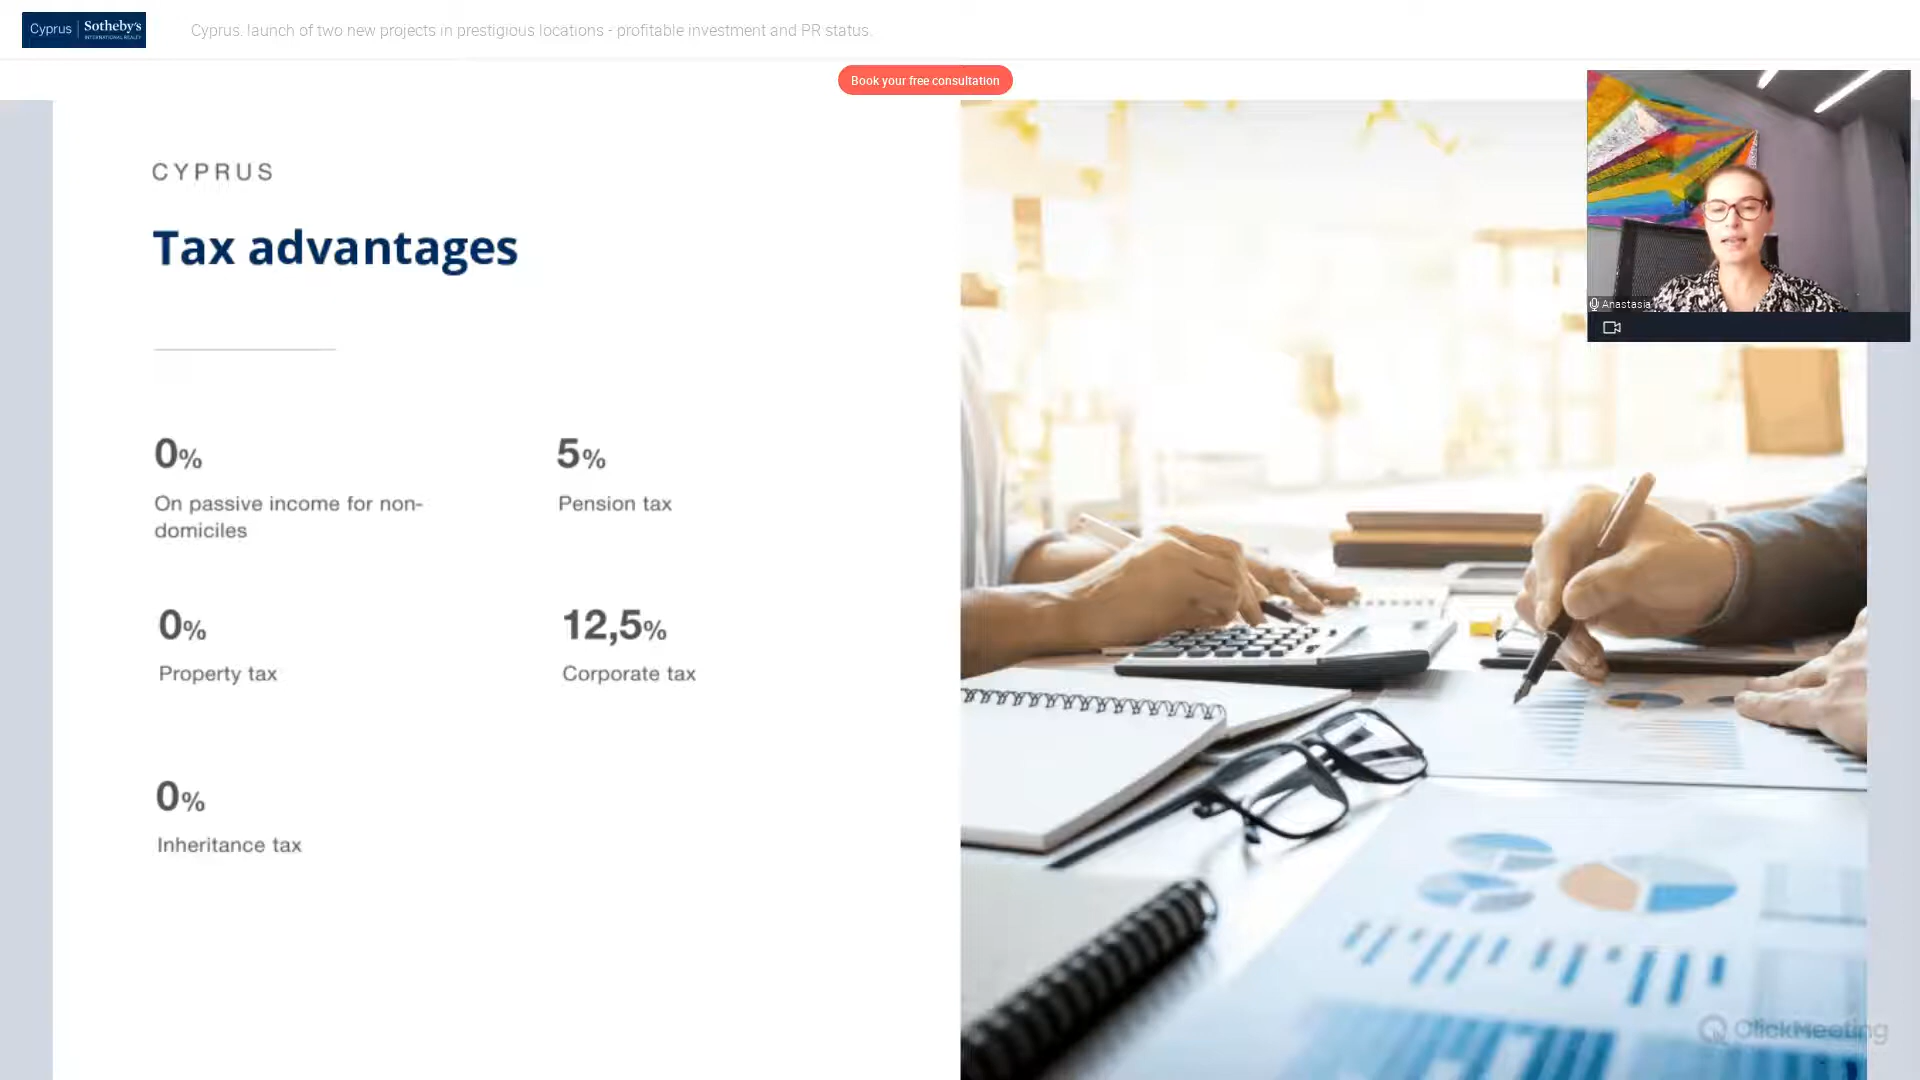 Cyprus | Sotheby's
INTERNATIONAL REALTY
Cyprus. launch of two new projects in prestigious locations - profitable investment and PR status.
Book your free consultation
Anastasia
CYPRUS
Tax advantages
0%
On passive income for non-
domiciles
5%
Pension tax
0%
Property tax
12,5%
Corporate tax
0%
Inheritance tax
ClickMeeting